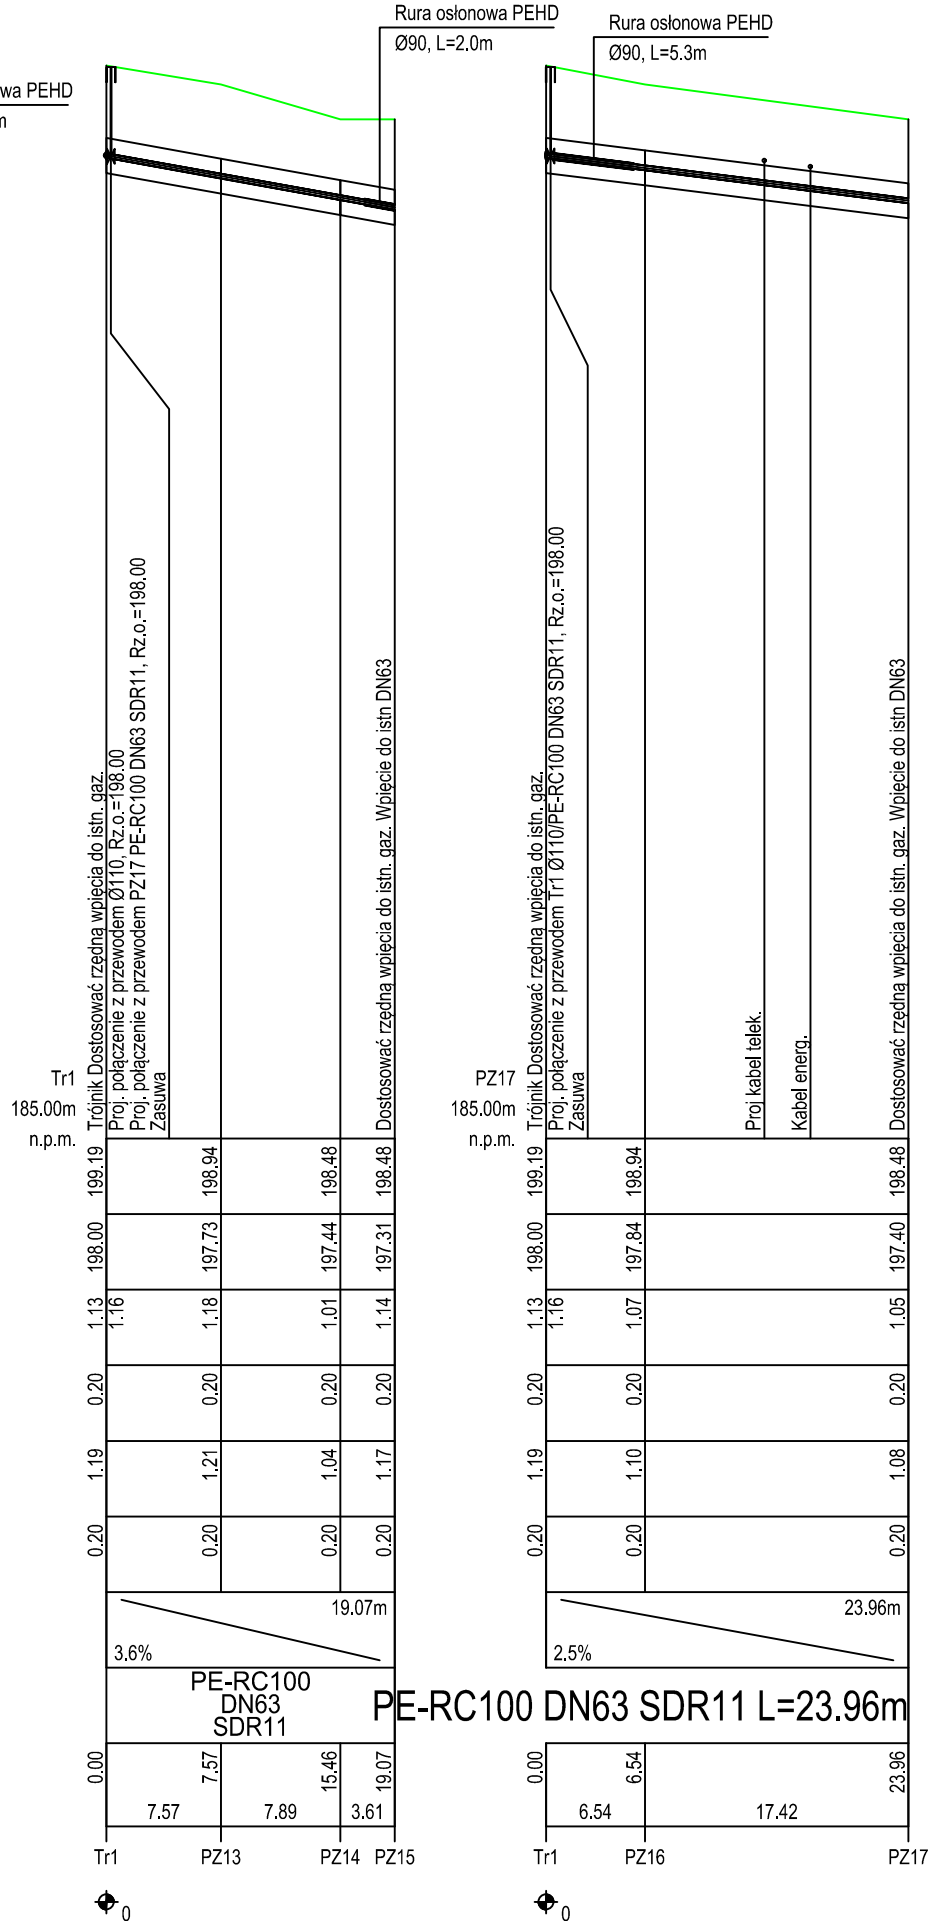 Rura osłonowa PEHD
Ø90, L=2.0m
Rura osłonowa PEHD
Ø90, L=5.3m
wa PEHD
m
Tr1
185.00m
n.p.m.
Trójnik Dostosować rzędną wpięcia do istn. gaz.
Proj. połączenie z przewodem Ø110, Rz.o.=198.00
Proj. połączenie z przewodem PZ17 PE-RC100 DN63 SDR11, Rz.o.=198.00
Zasuwa
Dostosować rzędną wpięcia do istn. gaz. Wpięcie do istn DN63
PZ17
185.00m
n.p.m.
Trójnik Dostosować rzędną wpięcia do istn. gaz.
Proj. połączenie z przewodem Tr1 Ø110/PE-RC100 DN63 SDR11, Rz.o.=198.00
Zasuwa
Proj kabel telek.
Kabel energ.
Dostosować rzędną wpięcia do istn. gaz. Wpięcie do istn DN63
199.19 198.94 198.48 198.48 199.19 198.94 198.48
198.00 197.73 197.44 197.31 198.00 197.84 197.40
1.13 1.16 1.18 1.01 1.14 1.13 1.16 1.07 1.05
0.20 0.20 0.20 0.20 0.20 0.20 0.20
1.19 1.21 1.04 1.17 1.19 1.10 1.08
0.20 0.20 0.20 0.20 0.20 0.20 0.20
19.07m 23.96m
3.6% 2.5%
PE-RC100
DN63
SDR11
PE-RC100 DN63 SDR11 L=23.96m
0.00 7.57 15.46 19.07 0.00 6.54 23.96
7.57 7.89 3.61 6.54 17.42
Tr1 PZ13 PZ14 PZ15 Tr1 PZ16 PZ17
0 0